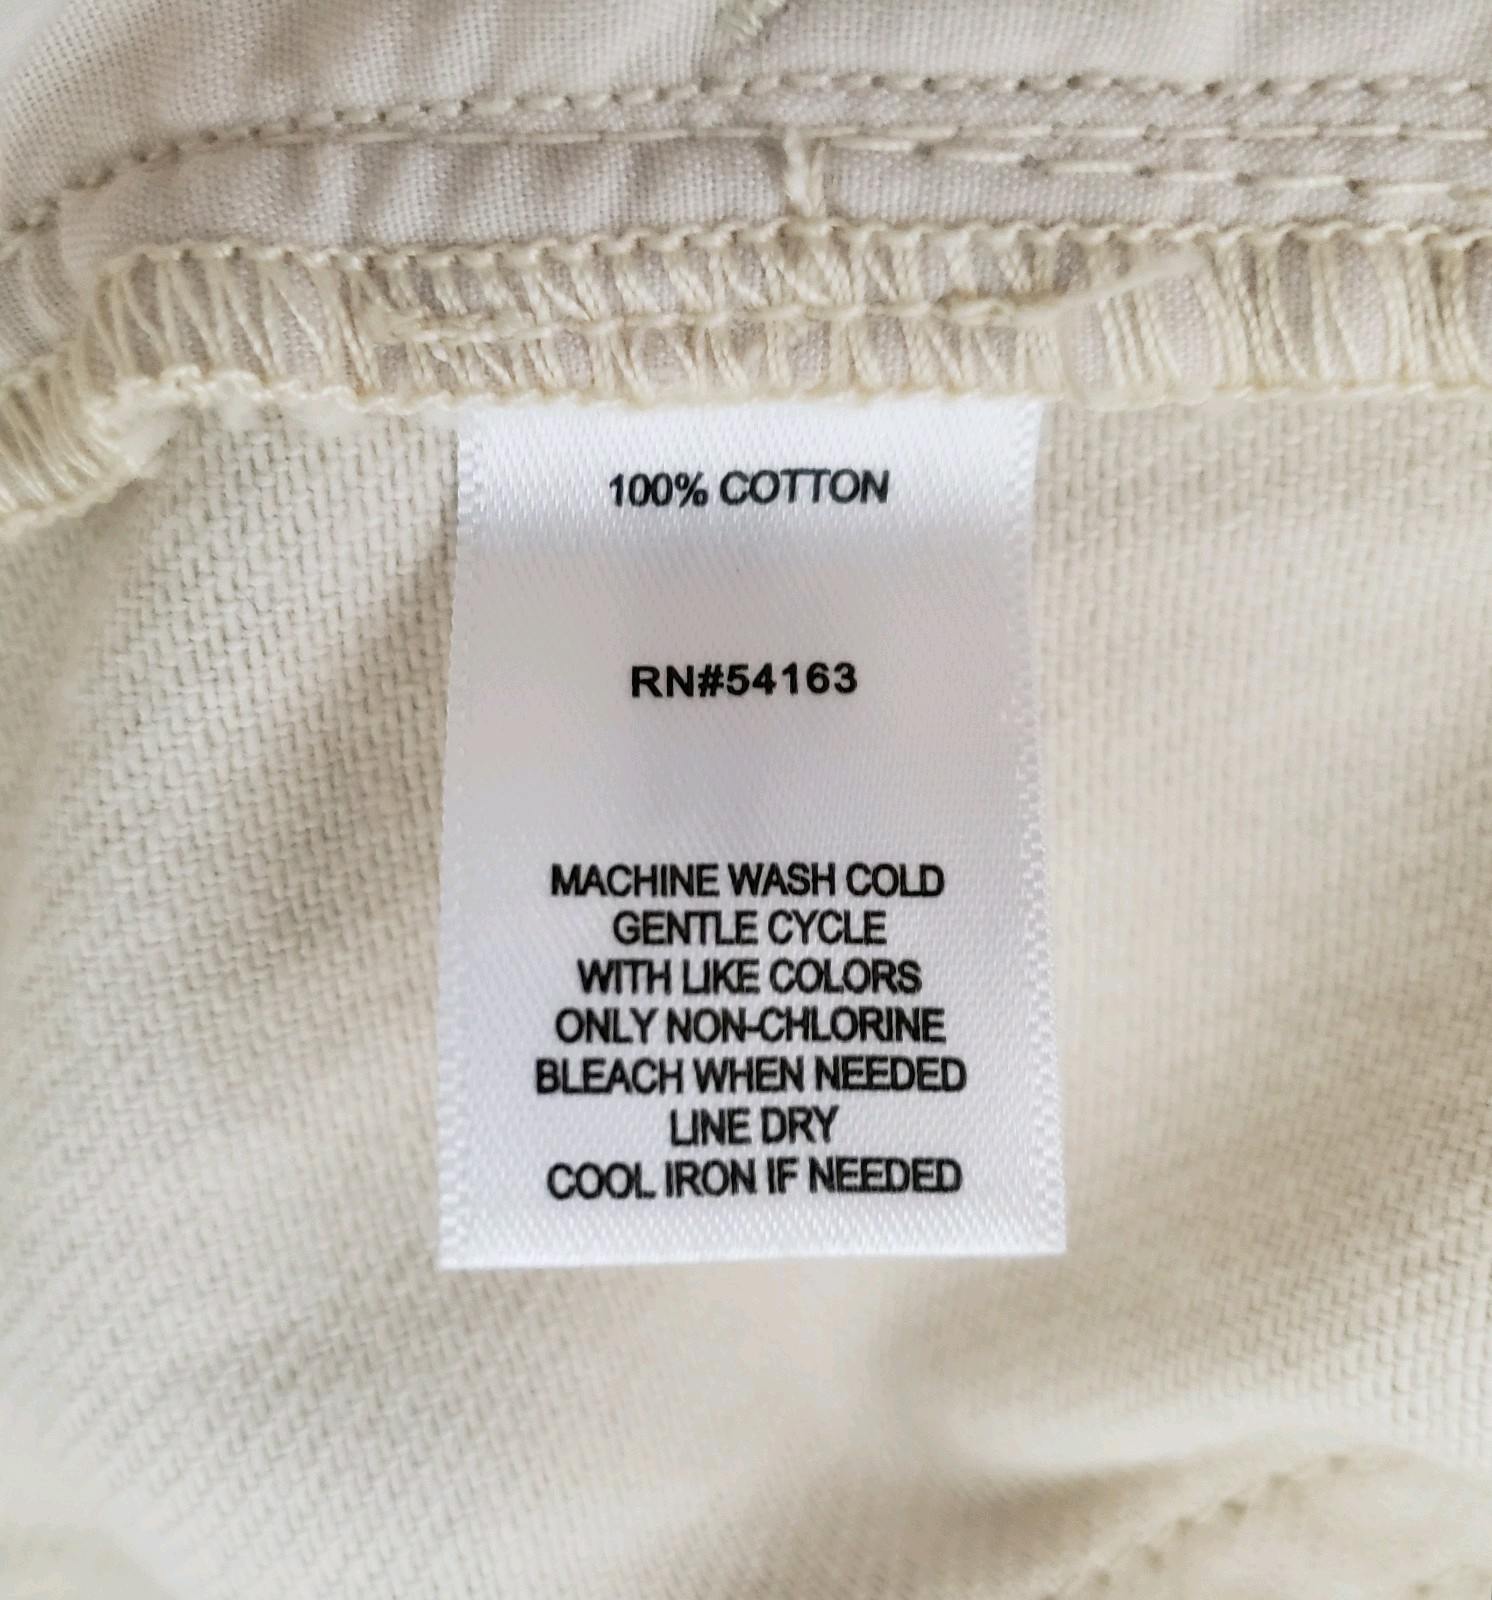 100% COTTON
RN#54163
MACHINE WASH COLD
GENTLE CYCLE
WITH LIKE COLORS
ONLY NON-CHLORINE
BLEACH WHEN NEEDED
LINE DRY
COOL IRON IF NEEDED